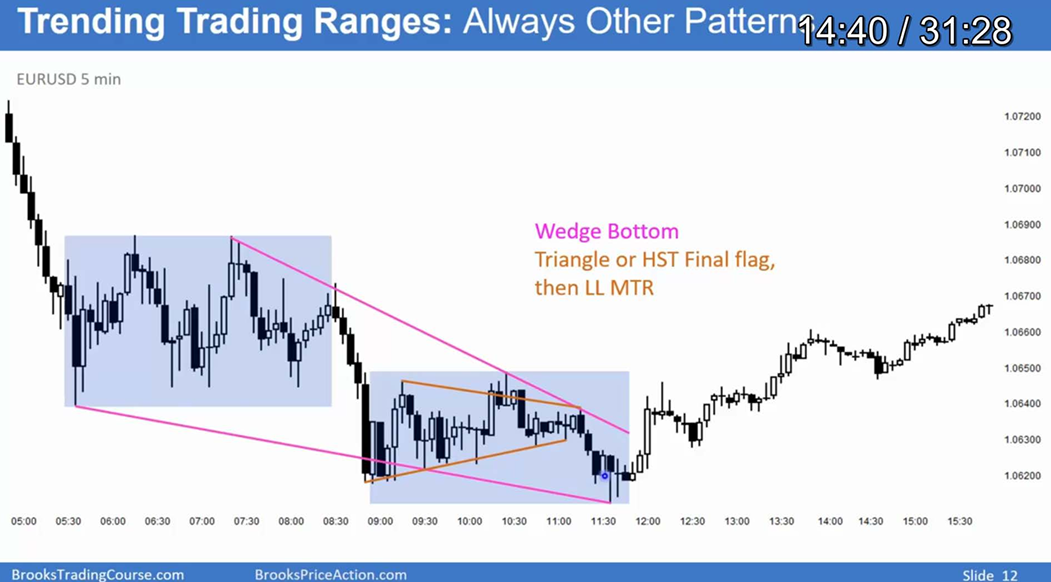 Trending Trading Ranges: Always Other Patterns
14:40 / 31:28
EURUSD 5 min
1.07200
1.07100
1.07000
1.06900
Wedge Bottom
Triangle or HST Final flag,
then LL MTR
1.06800
1.06700
1.06600
1.06500
1.06400
1.06300
1.06200
05:00 05:30 06:00 06:30 07:00 07:30 08:00 08:30 09:00 09:30 10:00 10:30 11:00 11:30 12:00 12:30 13:00 13:30 14:00 14:30 15:00 15:30
BrooksTradingCourse.com BrooksPriceAction.com Slide 12